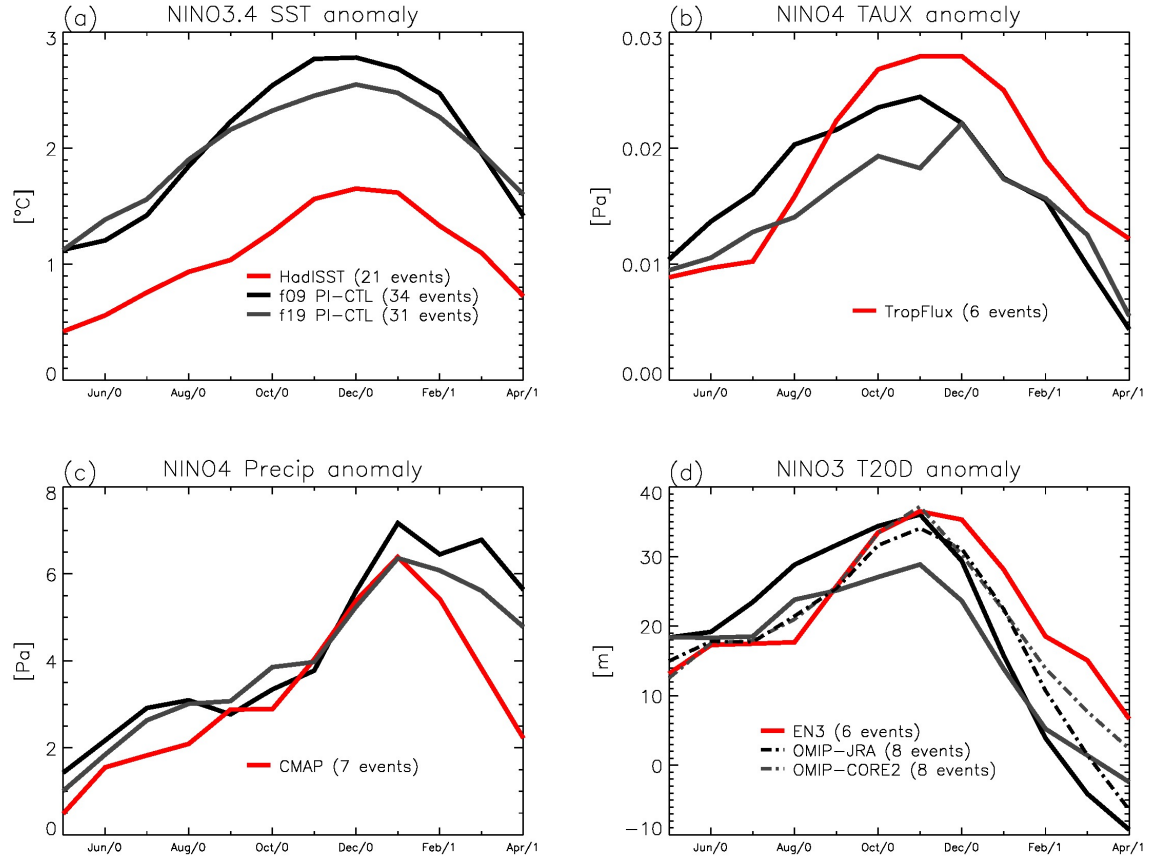 (a) NINO3.4 SST anomaly
3
2
1
0
[°C]
HadISST (21 events)
f09 PI-CTL (34 events)
f19 PI-CTL (31 events)
Jun/0 Aug/0 Oct/0 Dec/0 Feb/1 Apr/1
(b) NINO4 TAUX anomaly
0.03
0.02
0.01
0.00
[Pa]
TropFlux (6 events)
Jun/0 Aug/0 Oct/0 Dec/0 Feb/1 Apr/1
(c) NINO4 Precip anomaly
8
6
4
2
0
[Pa]
CMAP (7 events)
Jun/0 Aug/0 Oct/0 Dec/0 Feb/1 Apr/1
(d) NINO3 T20D anomaly
40
30
20
10
0
-10
[m]
EN3 (6 events)
OMIP-JRA (8 events)
OMIP-CORE2 (8 events)
Jun/0 Aug/0 Oct/0 Dec/0 Feb/1 Apr/1